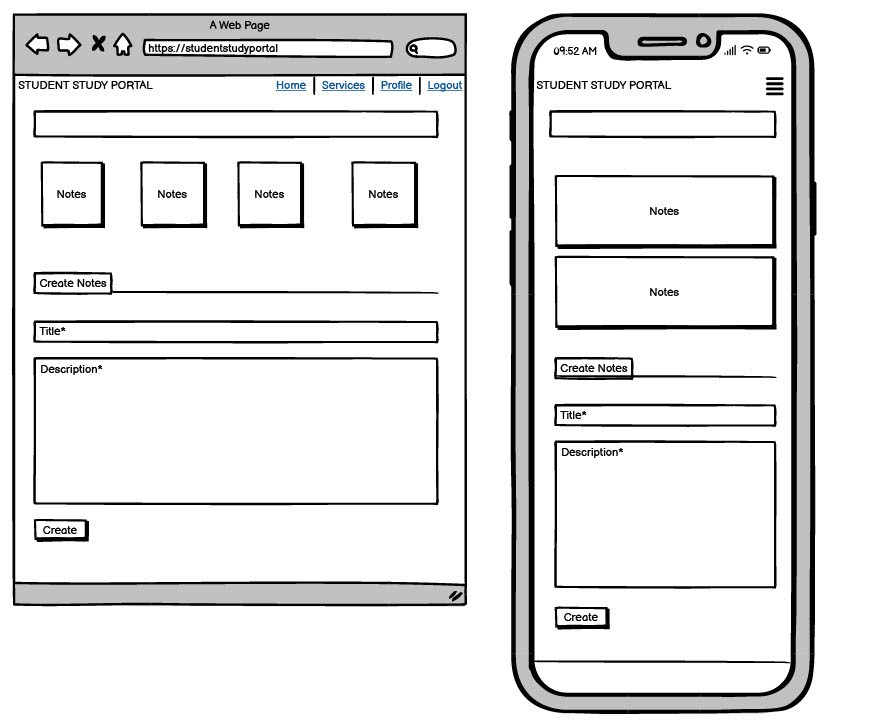 A Web Page
https://studentstudyportal
STUDENT STUDY PORTAL Home Services Profile Logout
Notes Notes Notes Notes
Create Notes
Title*
Description*
Create
09:52 AM
STUDENT STUDY PORTAL
Notes
Notes
Create Notes
Title*
Description*
Create